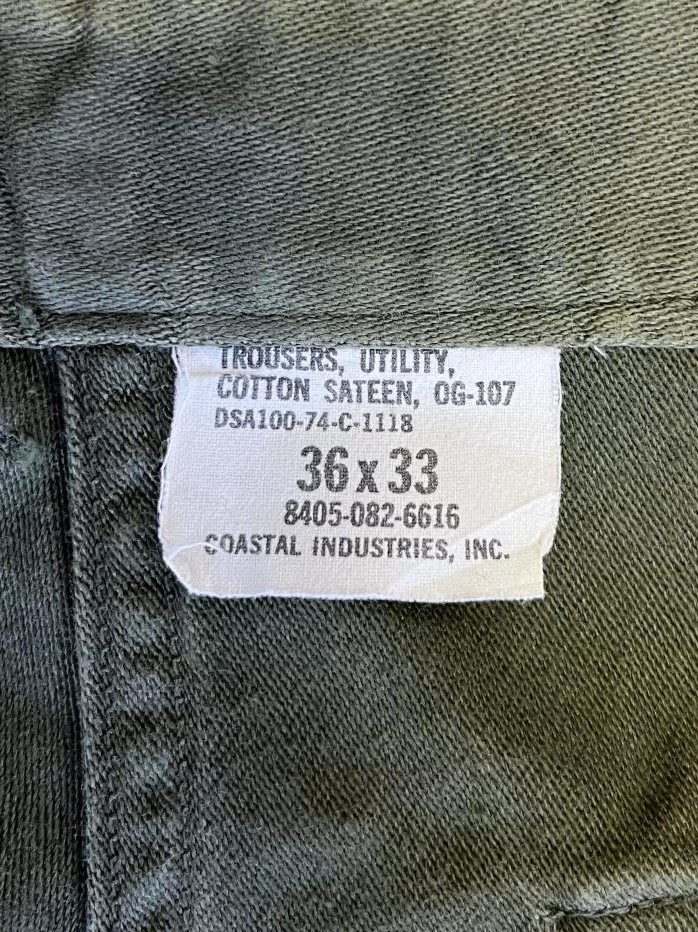 TROUSERS, UTILITY,
COTTON SATEEN, OG-107
DSA100-74-C-1118
36 x 33
8405-082-6616
COASTAL INDUSTRIES, INC.